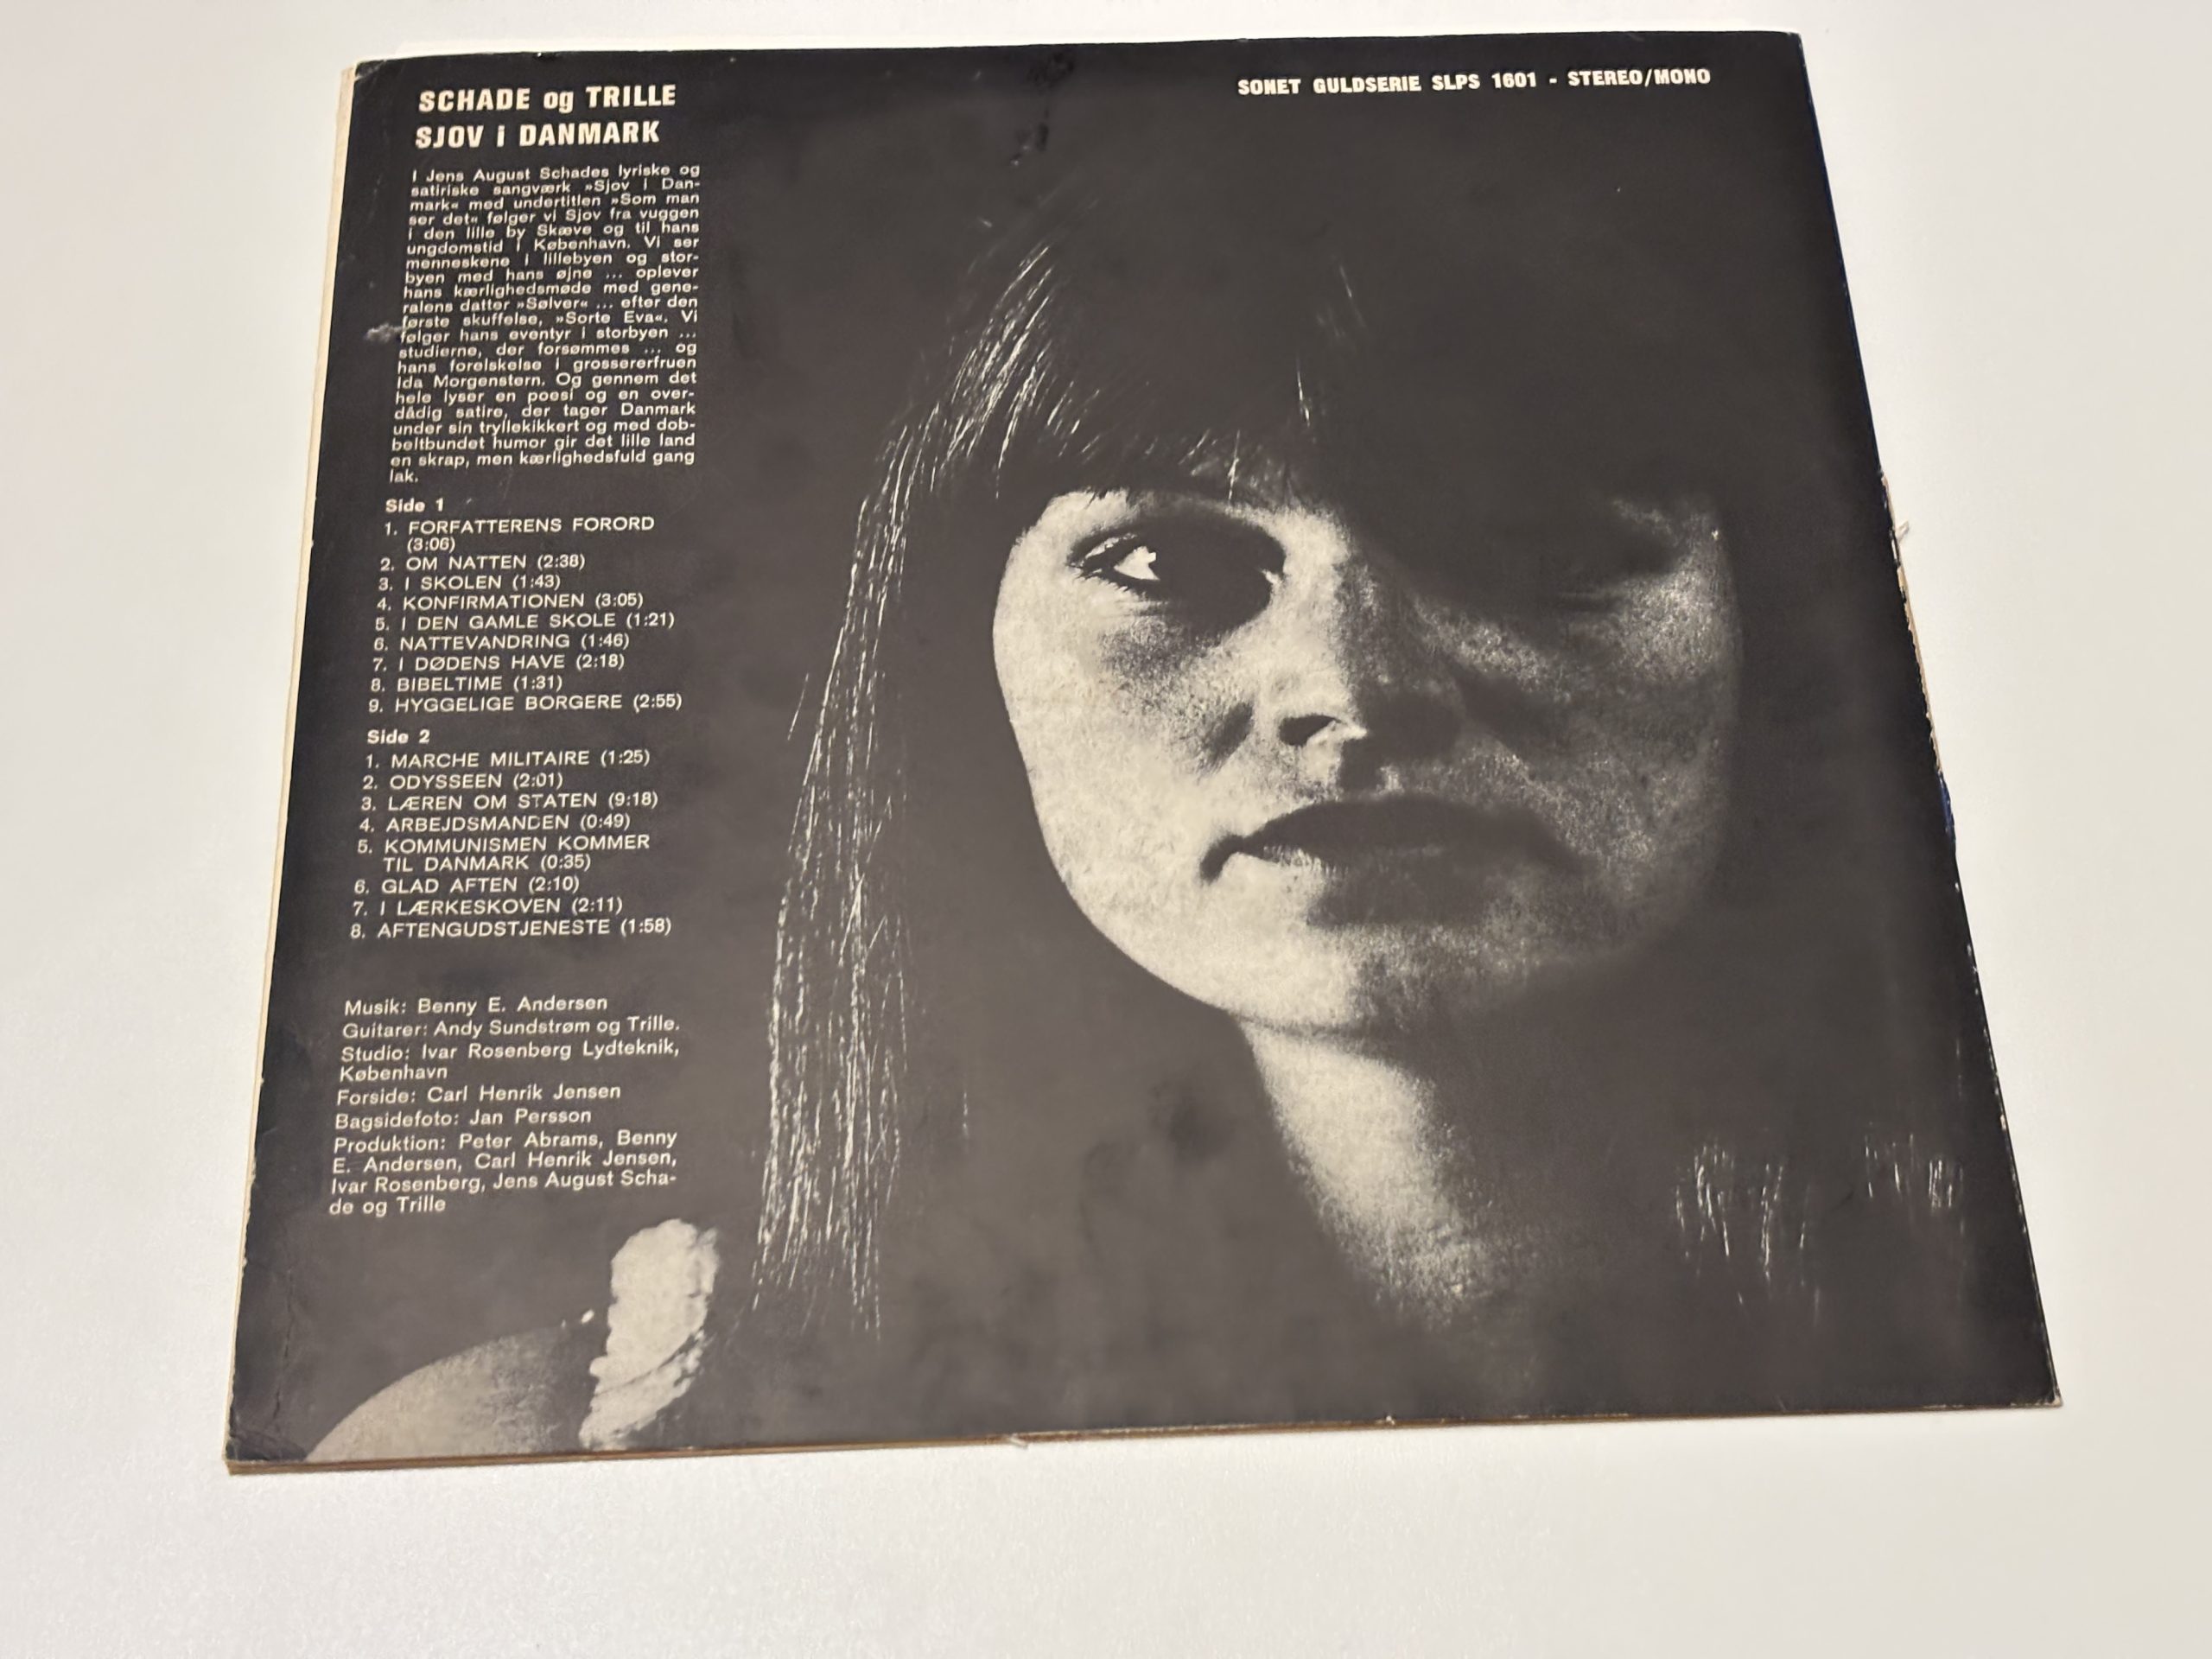 SCHADE og TRILLE
SJOV i DANMARK
SONET GULDSERIE SLPS 1601 - STEREO/MONO
I Jens August Schades lyriske og
satiriske sangværk »Sjov i Dan-
mark« med undertitlen »Som man
ser det« følger vi Sjov fra vuggen
i den lille by Skæve og til hans
ungdomstid i København. Vi ser
menneskene i lillebyen og stor-
byen med hans øjne ... oplever
hans kærlighedsmøde med gene-
ralens datter »Sølver« ... efter den
første skuffelse, »Sorte Eva«. Vi
følger hans eventyr i storbyen ...
studierne, der forsømmes ... og
hans forelskelse i grossererfruen
Ida Morgenstern. Og gennem det
hele lyser en poesi og en over-
dådig satire, der tager Danmark
under sin tryllekikkert og med dob-
beltbundet humor gir det lille land
en skrap, men kærlighedsfuld gang
lak.
Side 1
1. FORFATTERENS FORORD
(3:06)
2. OM NATTEN (2:38)
3. I SKOLEN (1:43)
4. KONFIRMATIONEN (3:05)
5. I DEN GAMLE SKOLE (1:21)
6. NATTEVANDRING (1:46)
7. I DØDENS HAVE (2:18)
8. BIBELTIME (1:31)
9. HYGGELIGE BORGERE (2:55)
Side 2
1. MARCHE MILITAIRE (1:25)
2. ODYSSEEN (2:01)
3. LÆREN OM STATEN (9:18)
4. ARBEJDSMANDEN (0:49)
5. KOMMUNISMEN KOMMER
TIL DANMARK (0:35)
6. GLAD AFTEN (2:10)
7. I LÆRKESKOVEN (2:11)
8. AFTENGUDSTJENESTE (1:58)
Musik: Benny E. Andersen
Guitarer: Andy Sundstrøm og Trille.
Studio: Ivar Rosenberg Lydteknik,
København
Forside: Carl Henrik Jensen
Bagsidefoto: Jan Persson
Produktion: Peter Abrams, Benny
E. Andersen, Carl Henrik Jensen,
Ivar Rosenberg, Jens August Scha-
de og Trille